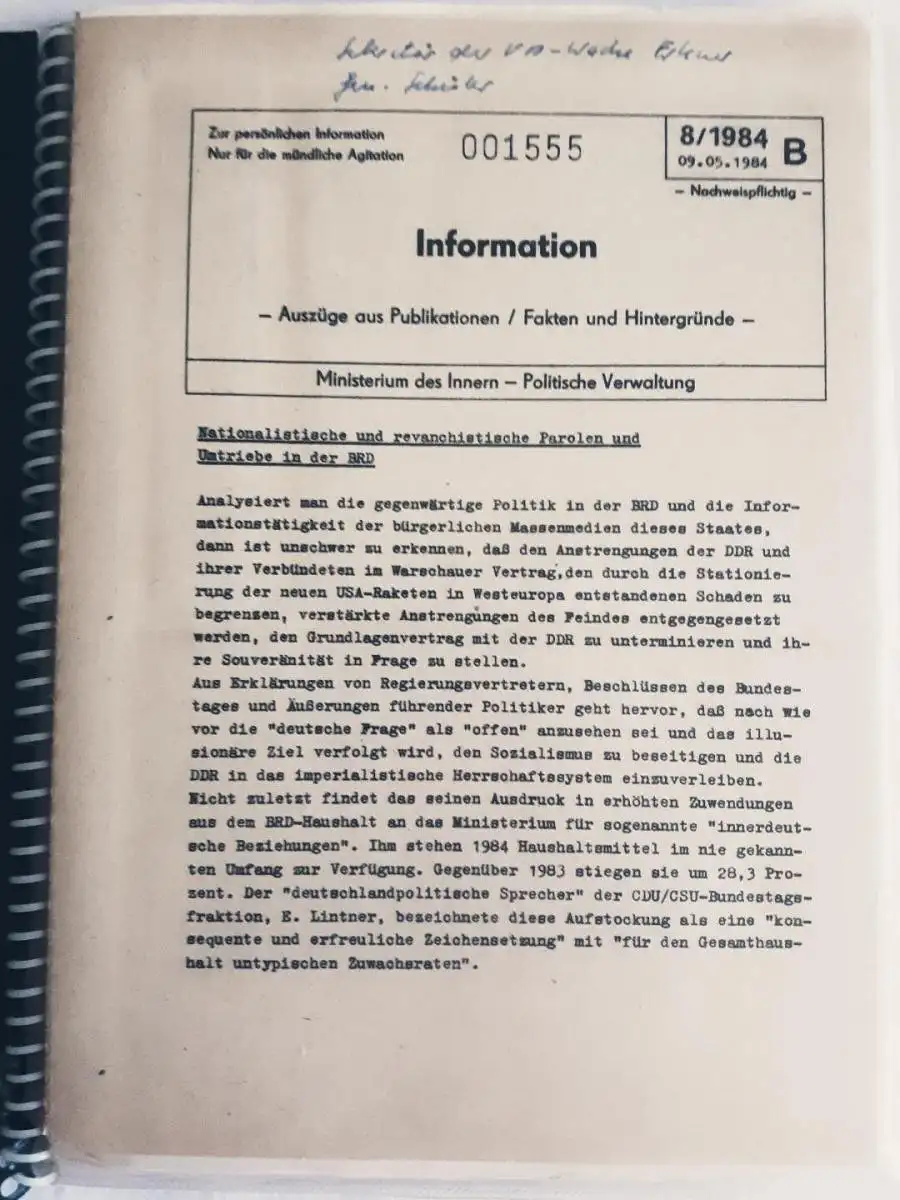 Sekretär der
Gen. Schüler
Zur persönlichen Information
Nur für die mündliche Agitation
001555
8/1984
09.05.1984
B
– Nachweispflichtig –
Information
– Auszüge aus Publikationen / Fakten und Hintergründe –
Ministerium des Innern – Politische Verwaltung
Nationalistische und revanchistische Parolen und
Umtriebe in der BRD
Analysiert man die gegenwärtige Politik in der BRD und die Infor-
mationstätigkeit der bürgerlichen Massenmedien dieses Staates,
dann ist unschwer zu erkennen, daß den Anstrengungen der DDR und
ihrer Verbündeten im Warschauer Vertrag,den durch die Stationie-
rung der neuen USA-Raketen in Westeuropa entstandenen Schaden zu
begrenzen, verstärkte Anstrengungen des Feindes entgegengesetzt
werden, den Grundlagenvertrag mit der DDR zu unterminieren und ih-
re Souveränität in Frage zu stellen.
Aus Erklärungen von Regierungsvertretern, Beschlüssen des Bundes-
tages und Äußerungen führender Politiker geht hervor, daß nach wie
vor die "deutsche Frage" als "offen" anzusehen sei und das illu-
sionäre Ziel verfolgt wird, den Sozialismus zu beseitigen und die
DDR in das imperialistische Herrschaftssystem einzuverleiben.
Nicht zuletzt findet das seinen Ausdruck in erhöhten Zuwendungen
aus dem BRD-Haushalt an das Ministerium für sogenannte "innerdeut-
sche Beziehungen". Ihm stehen 1984 Haushaltsmittel im nie gekann-
ten Umfang zur Verfügung. Gegenüber 1983 stiegen sie um 28,3 Pro-
zent. Der "deutschlandpolitische Sprecher" der CDU/CSU-Bundestags-
fraktion, E. Lintner, bezeichnete diese Aufstockung als eine "kon-
sequente und erfreuliche Zeichensetzung" mit "für den Gesamthaus-
halt untypischen Zuwachsraten".